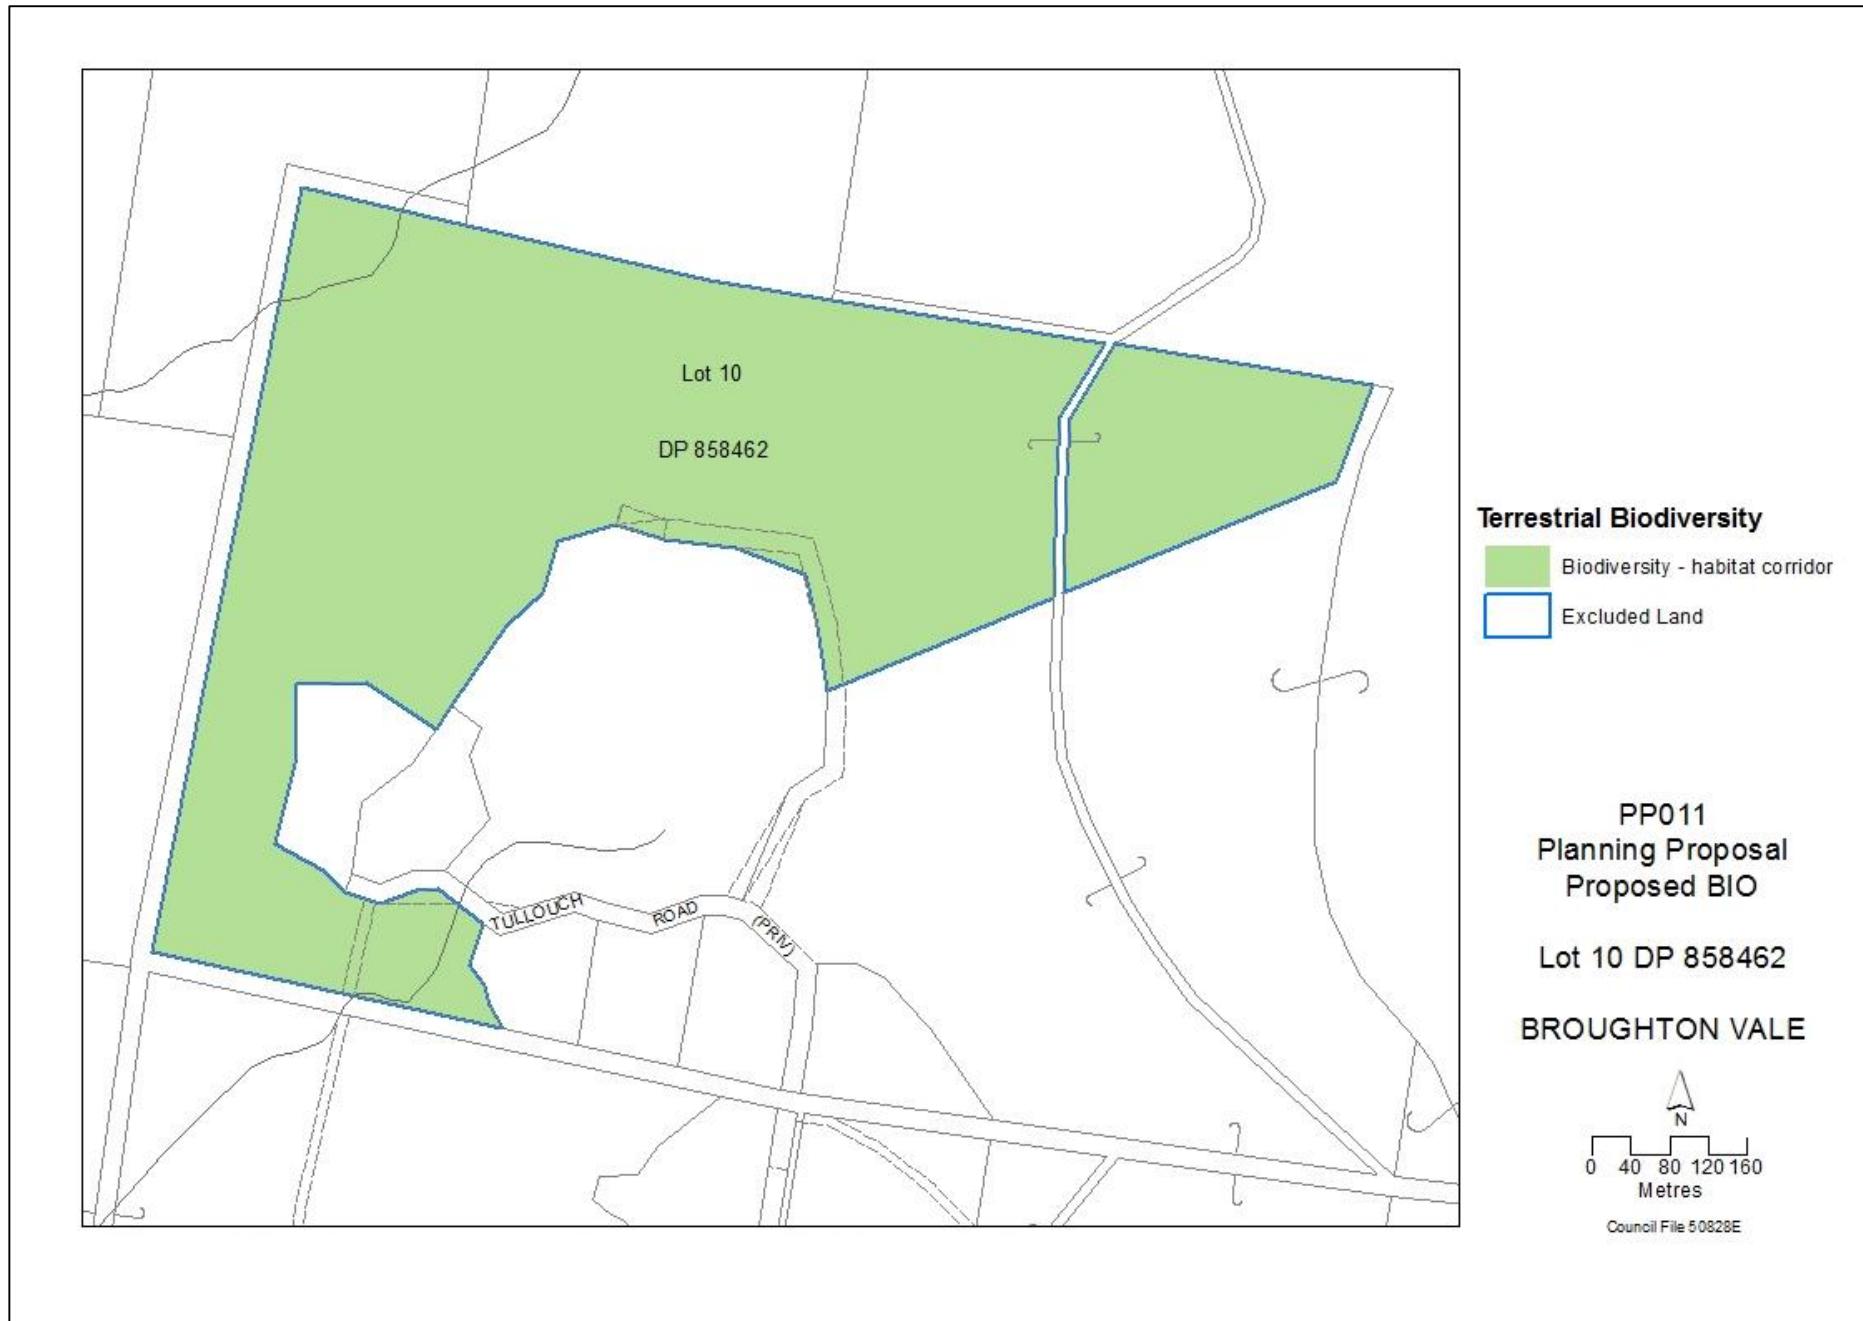 Lot 10
DP 858462
TULLOUCH ROAD (PRIV)
Terrestrial Biodiversity
Biodiversity - habitat corridor
Excluded Land
PP011
Planning Proposal
Proposed BIO
Lot 10 DP 858462
BROUGHTON VALE
N
0 40 80 120 160
Metres
Council File 50828E